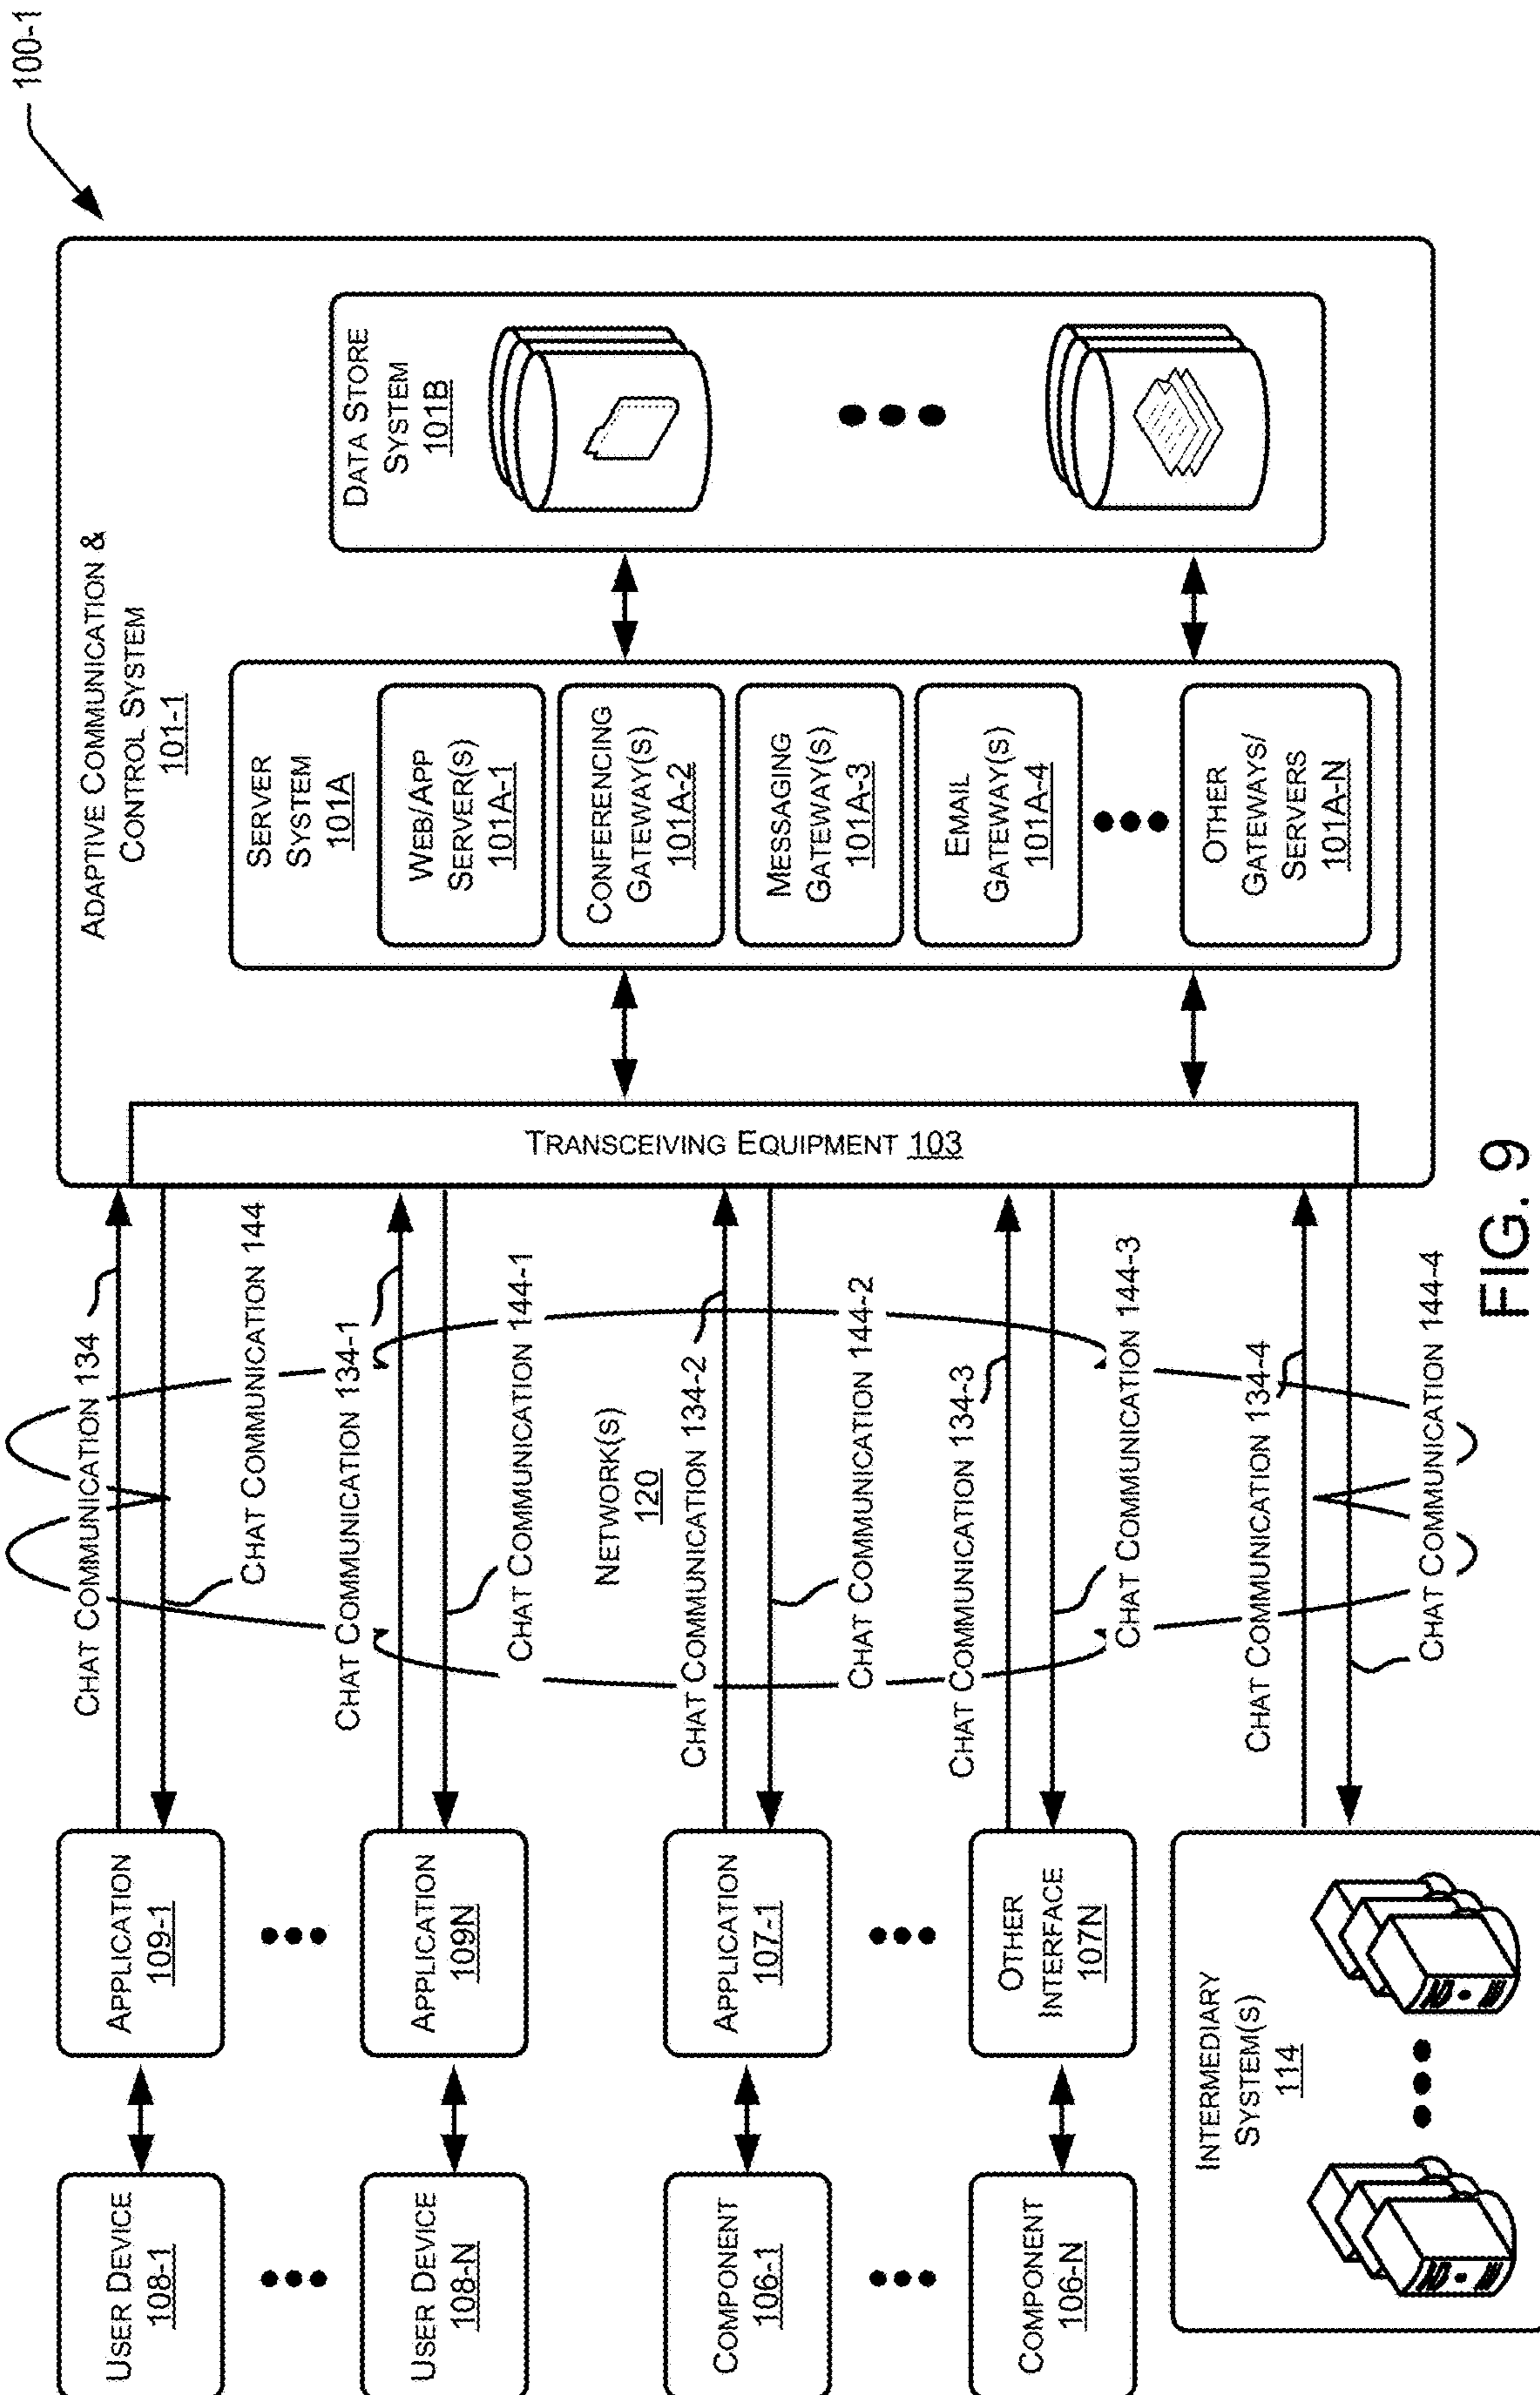 100-1
ADAPTIVE COMMUNICATION &
CONTROL SYSTEM
101-1
SERVER
SYSTEM
101A
WEB/APP
SERVER(S)
101A-1
CONFERENCING
GATEWAY(S)
101A-2
MESSAGING
GATEWAY(S)
101A-3
EMAIL
GATEWAY(S)
101A-4
OTHER
GATEWAYS/
SERVERS
101A-N
DATA STORE
SYSTEM
101B
TRANSCEIVING EQUIPMENT 103
CHAT COMMUNICATION 134
CHAT COMMUNICATION 144
CHAT COMMUNICATION 134-1
CHAT COMMUNICATION 144-1
NETWORK(S)
120
CHAT COMMUNICATION 134-2
CHAT COMMUNICATION 144-2
CHAT COMMUNICATION 134-3
CHAT COMMUNICATION 144-3
CHAT COMMUNICATION 134-4
CHAT COMMUNICATION 144-4
USER DEVICE
108-1
APPLICATION
109-1
USER DEVICE
108-N
APPLICATION
109N
COMPONENT
106-1
APPLICATION
107-1
COMPONENT
106-N
OTHER
INTERFACE
107N
INTERMEDIARY
SYSTEM(S)
114
FIG. 9